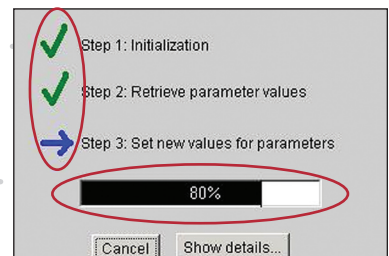 Step 1: Initialization
Step 2: Retrieve parameter values
Step 3: Set new values for parameters
80%
Cancel Show details...